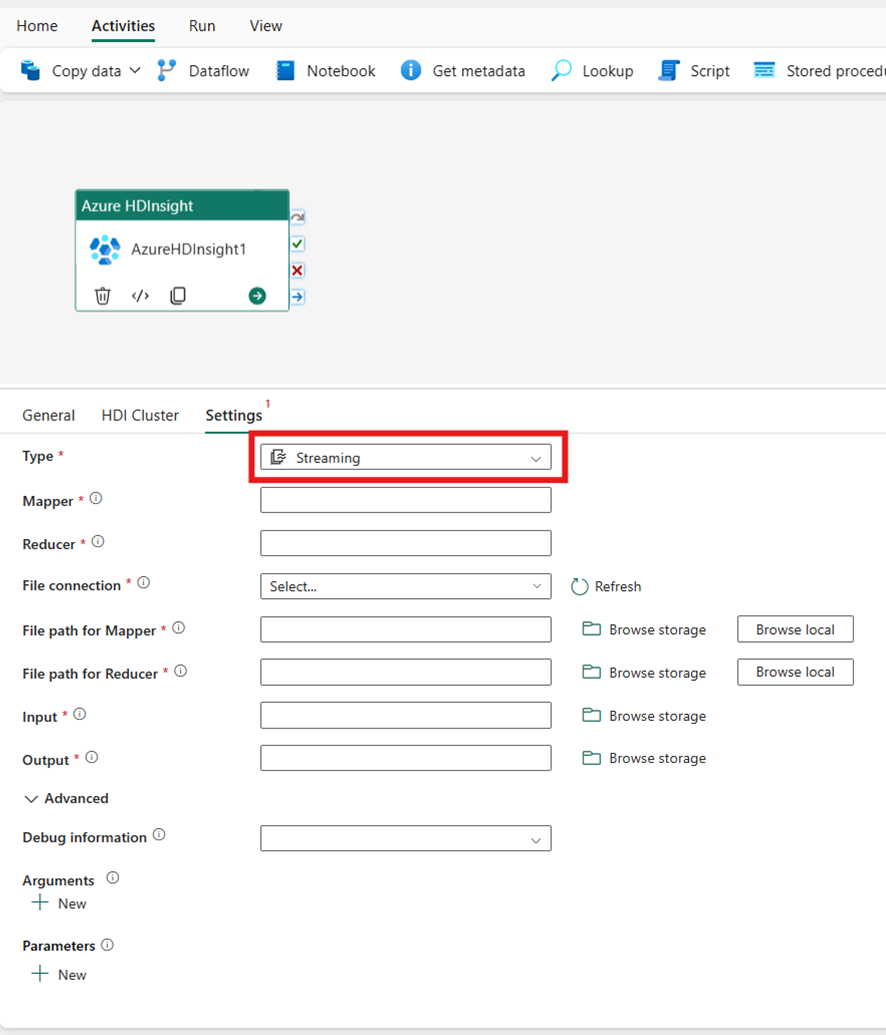 Home Activities Run View
Copy data Dataflow Notebook Get metadata Lookup Script Stored procedu
Azure HDInsight
AzureHDInsight1
General HDI Cluster Settings 1
Type * Streaming
Mapper *
Reducer *
File connection * Select... Refresh
File path for Mapper * Browse storage Browse local
File path for Reducer * Browse storage Browse local
Input * Browse storage
Output * Browse storage
Advanced
Debug information
Arguments
+ New
Parameters
+ New